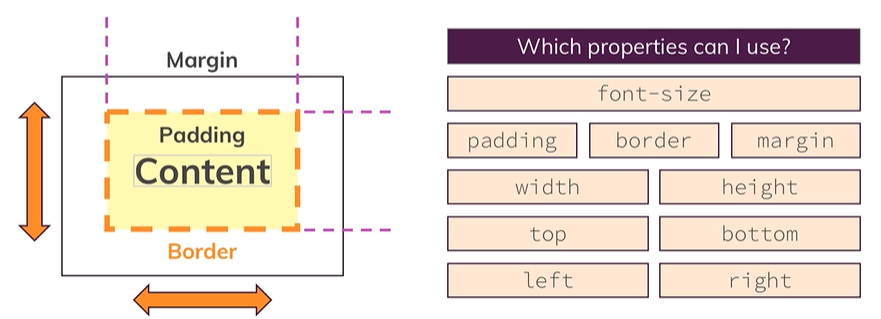 Margin
Padding
Content
Border
Which properties can I use?
font-size
padding border margin
width height
top bottom
left right